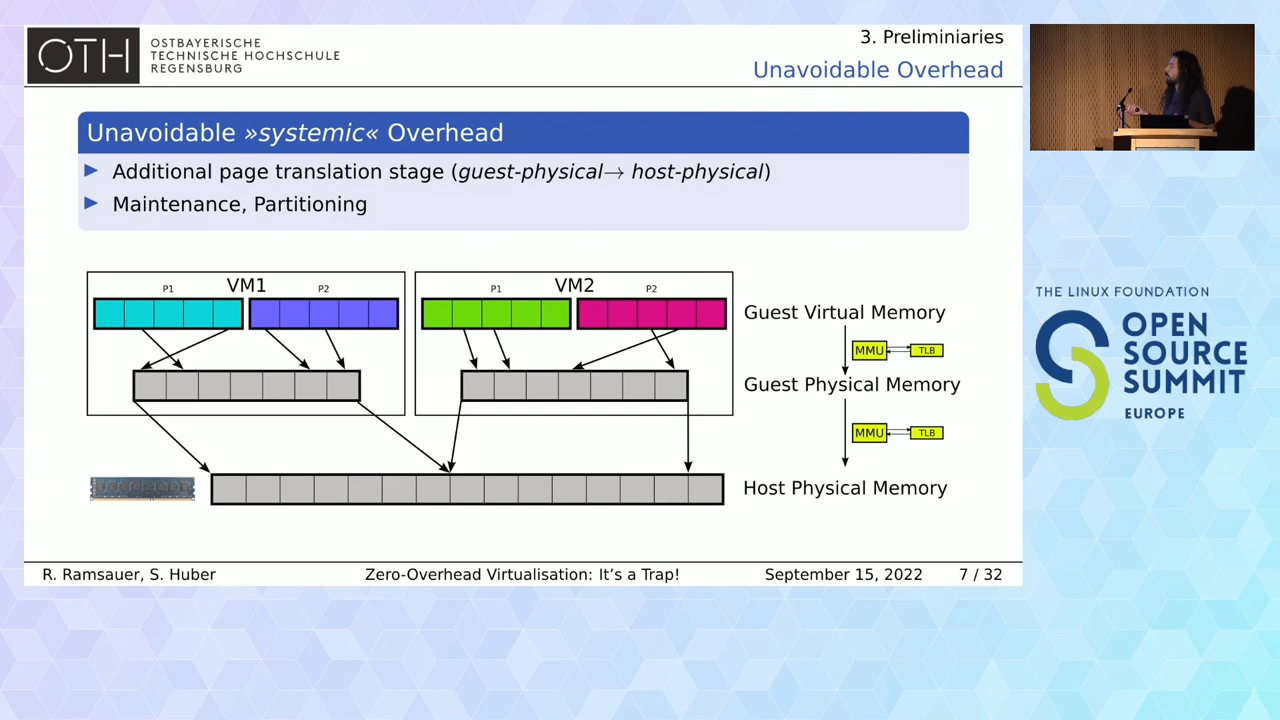 OTH
OSTBAYERISCHE
TECHNISCHE HOCHSCHULE
REGENSBURG
3. Preliminiaries
Unavoidable Overhead
Unavoidable »systemic« Overhead
Additional page translation stage (guest-physical→ host-physical)
Maintenance, Partitioning
VM1
P1
P2
VM2
P1
P2
Guest Virtual Memory
MMU
TLB
Guest Physical Memory
MMU
TLB
Host Physical Memory
R. Ramsauer, S. Huber
Zero-Overhead Virtualisation: It's a Trap!
September 15, 2022
7 / 32
THE LINUX FOUNDATION
OPEN
SOURCE
SUMMIT
EUROPE